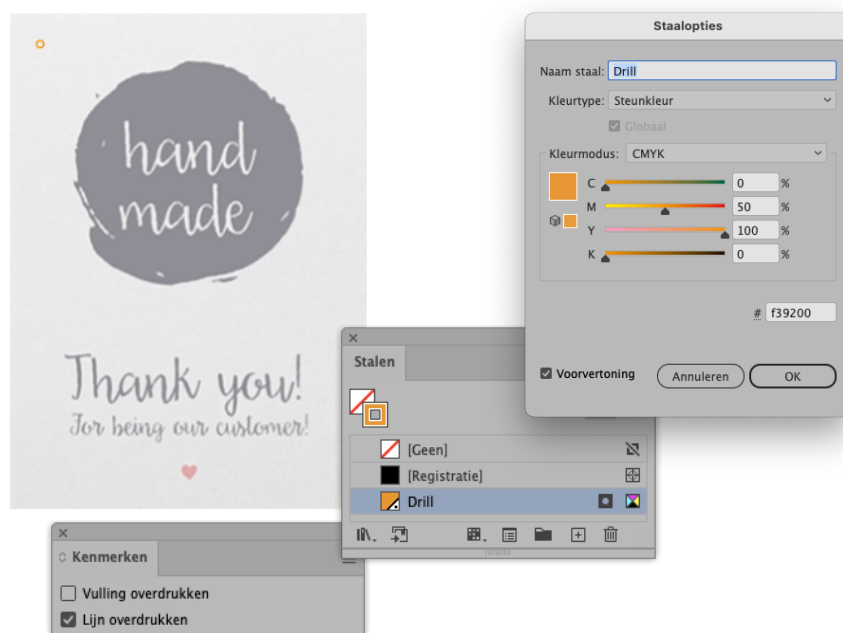 hand
made
Thank you!
For being our customer!
Staalopties
Naam staal: Drill
Kleurtype: Steunkleur
Globaal
Kleurmodus: CMYK
C 0 %
M 50 %
Y 100 %
K 0 %
# f39200
Voorvertoning
Annuleren
OK
Stalen
[Geen]
[Registratie]
Drill
Kenmerken
Vulling overdrukken
Lijn overdrukken